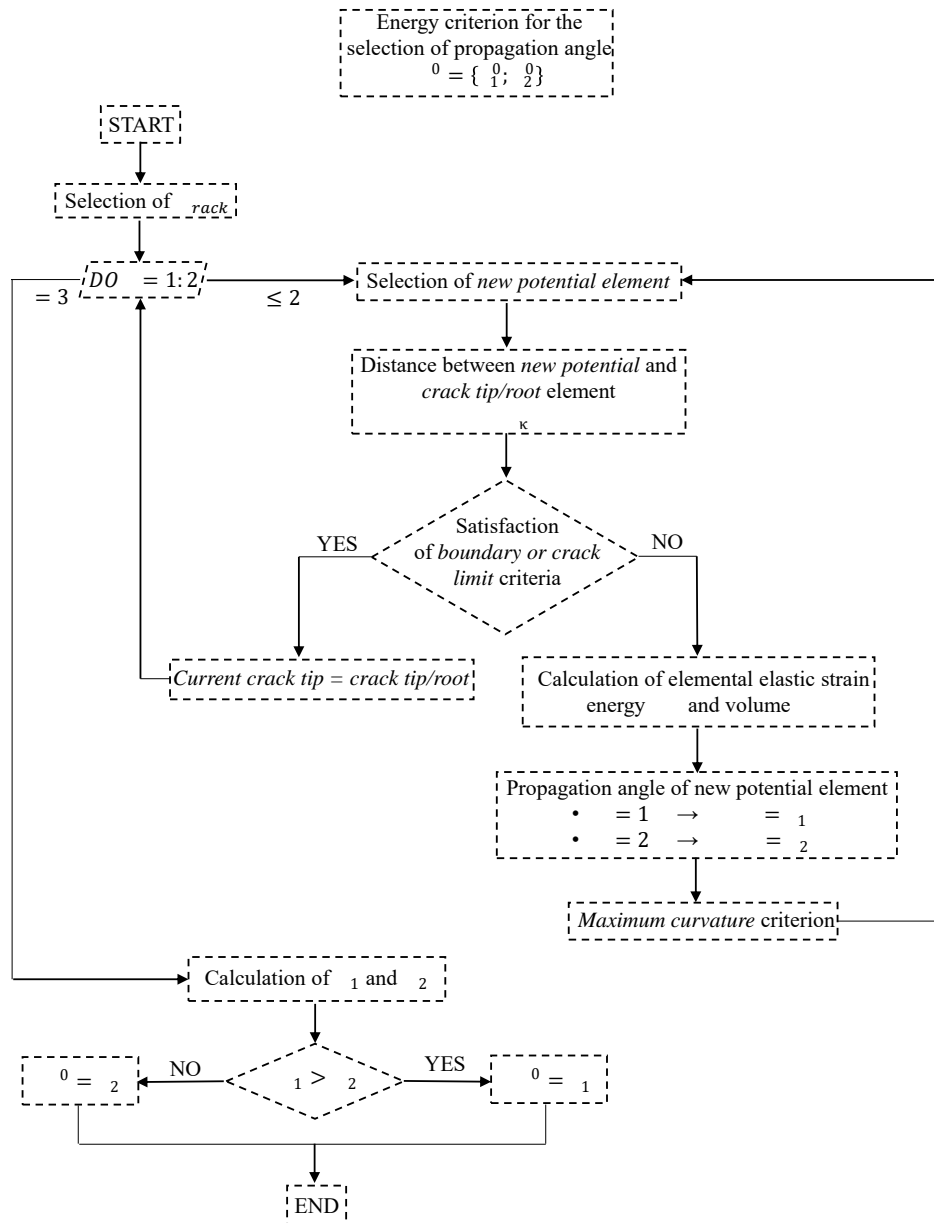 Energy criterion for the
selection of propagation angle
⁰ = { ⁰₁; ⁰₂}
START
Selection of rack
DO = 1: 2
= 3
≤ 2
Selection of new potential element
Distance between new potential and
crack tip/root element
κ
Satisfaction
of boundary or crack
limit criteria
YES
NO
Current crack tip = crack tip/root
Calculation of elemental elastic strain
energy and volume
Propagation angle of new potential element
• = 1 → = ₁
• = 2 → = ₂
Maximum curvature criterion
Calculation of ₁ and ₂
NO
₁ > ₂
YES
⁰ = ₂
⁰ = ₁
END